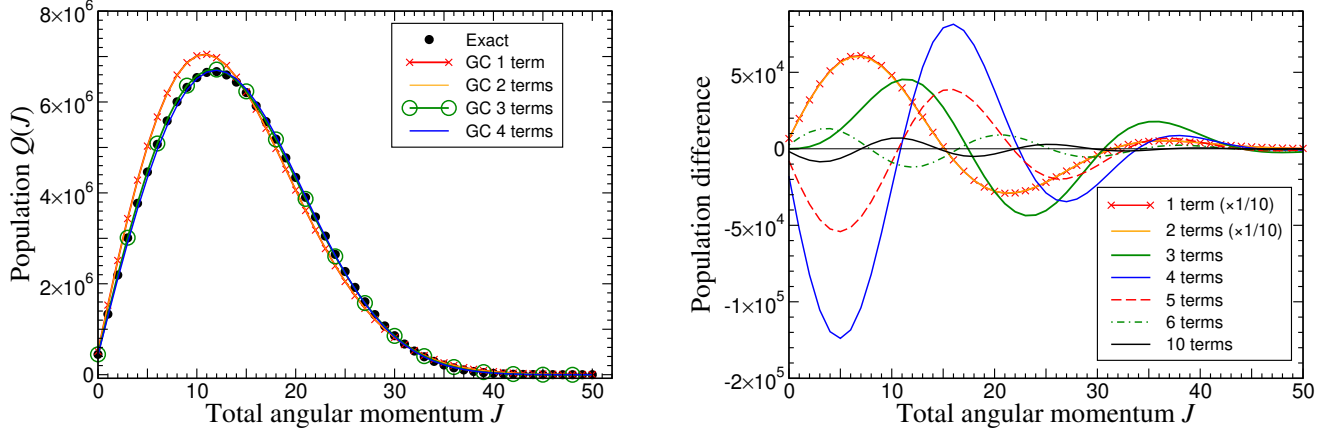 8×10⁶
6×10⁶
4×10⁶
2×10⁶
0
Population Q(J)
Exact
GC 1 term
GC 2 terms
GC 3 terms
GC 4 terms
0 10 20 30 40 50
Total angular momentum J
5×10⁴
0
-5×10⁴
-1×10⁵
-2×10⁵
Population difference
1 term (×1/10)
2 terms (×1/10)
3 terms
4 terms
5 terms
6 terms
10 terms
0 10 20 30 40 50
Total angular momentum J